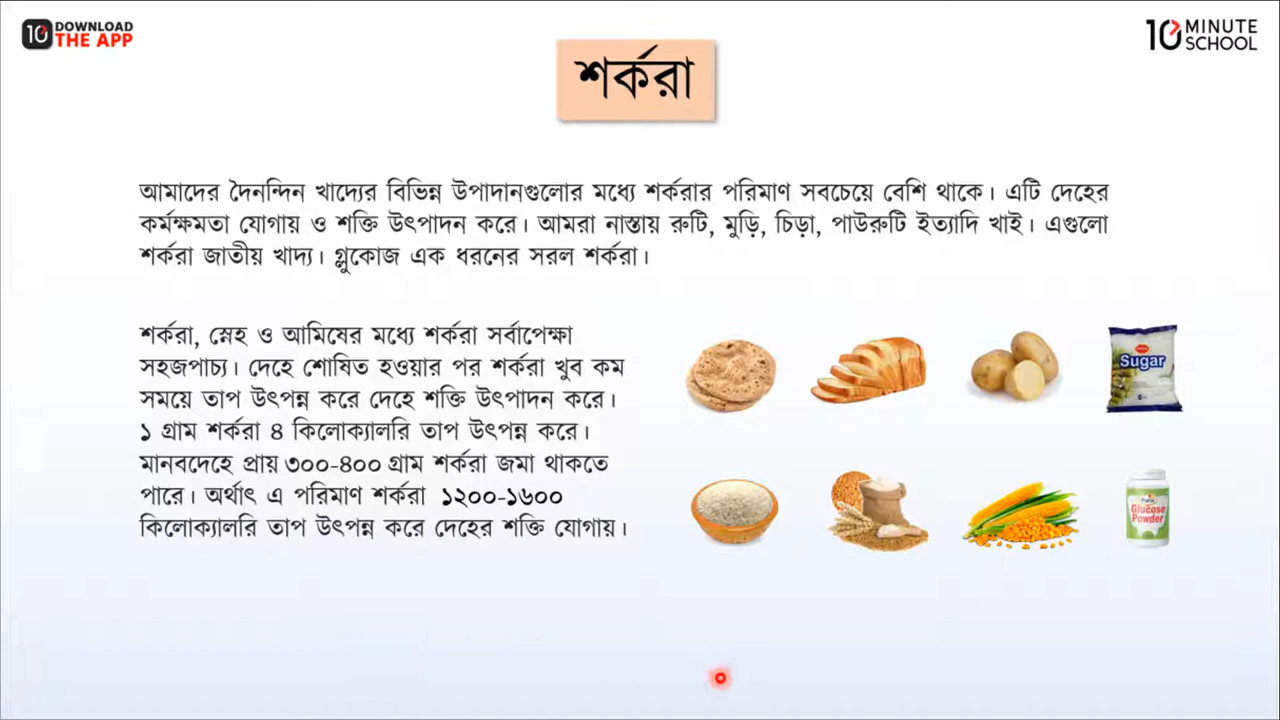 10 DOWNLOAD
THE APP
10 MINUTE
SCHOOL
শর্করা
আমাদের দৈনন্দিন খাদ্যের বিভিন্ন উপাদানগুলোর মধ্যে শর্করার পরিমাণ সবচেয়ে বেশি থাকে। এটি দেহের
কর্মক্ষমতা যোগায় ও শক্তি উৎপাদন করে। আমরা নাস্তায় রুটি, মুড়ি, চিড়া, পাউরুটি ইত্যাদি খাই। এগুলো
শর্করা জাতীয় খাদ্য। গ্লুকোজ এক ধরনের সরল শর্করা।
শর্করা, স্নেহ ও আমিষের মধ্যে শর্করা সর্বাপেক্ষা
সহজপাচ্য। দেহে শোষিত হওয়ার পর শর্করা খুব কম
সময়ে তাপ উৎপন্ন করে দেহে শক্তি উৎপাদন করে।
১ গ্রাম শর্করা ৪ কিলোক্যালরি তাপ উৎপন্ন করে।
মানবদেহে প্রায় ৩০০-৪০০ গ্রাম শর্করা জমা থাকতে
পারে। অর্থাৎ এ পরিমাণ শর্করা ১২০০-১৬০০
কিলোক্যালরি তাপ উৎপন্ন করে দেহের শক্তি যোগায়।
Sugar
Glucose
Powder